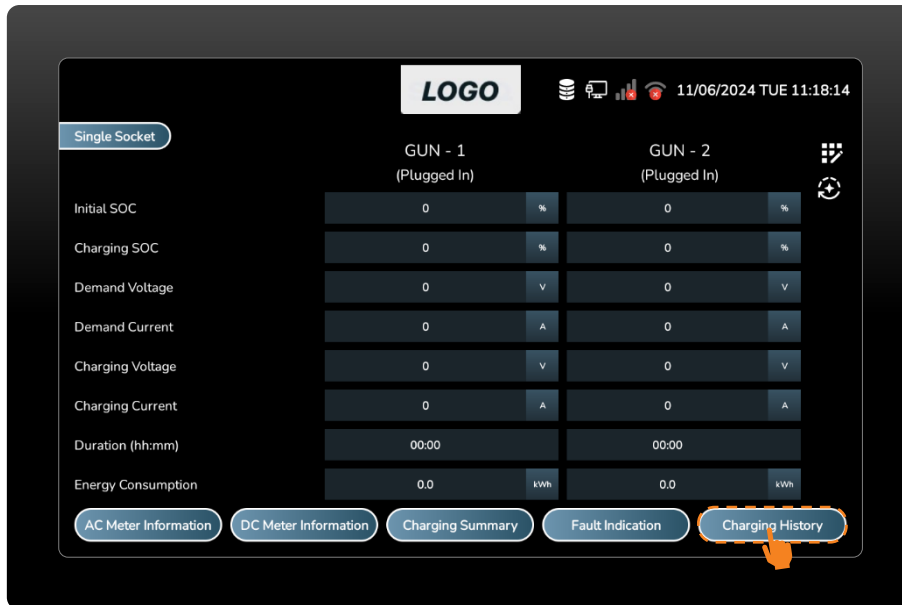 LOGO
11/06/2024 TUE 11:18:14
Single Socket
GUN - 1 GUN - 2
(Plugged In) (Plugged In)
Initial SOC 0 % 0 %
Charging SOC 0 % 0 %
Demand Voltage 0 V 0 V
Demand Current 0 A 0 A
Charging Voltage 0 V 0 V
Charging Current 0 A 0 A
Duration (hh:mm) 00:00 00:00
Energy Consumption 0.0 kWh 0.0 kWh
AC Meter Information DC Meter Information Charging Summary Fault Indication Charging History